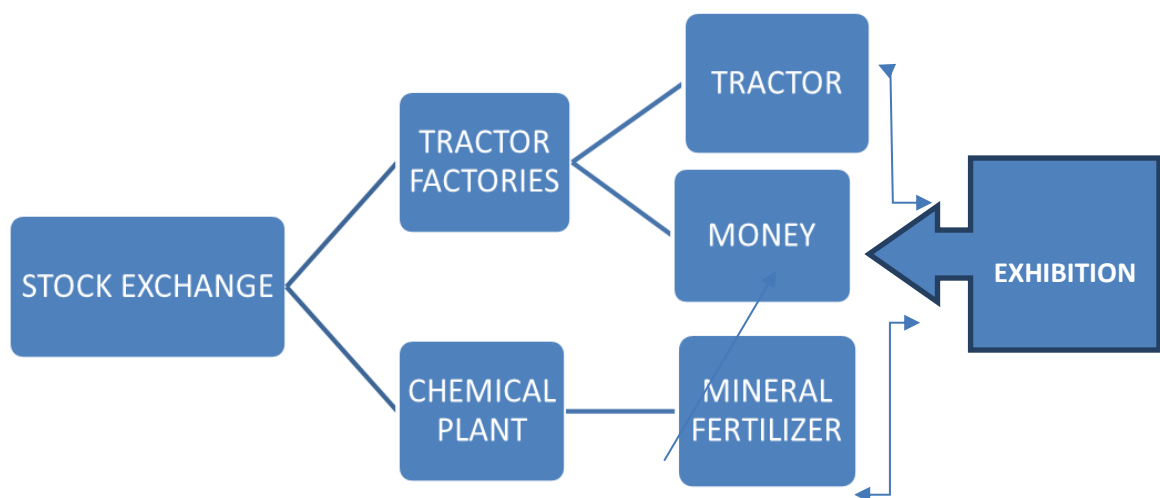 STOCK EXCHANGE
TRACTOR
FACTORIES
CHEMICAL
PLANT
TRACTOR
MONEY
MINERAL
FERTILIZER
EXHIBITION